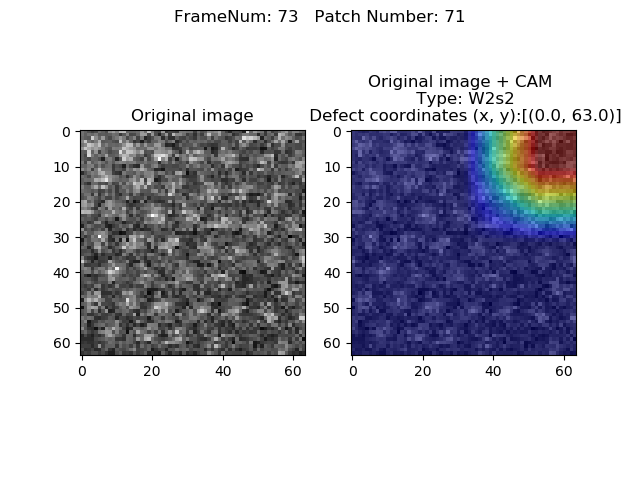 FrameNum: 73   Patch Number: 71
Original image
Original image + CAM
Type: W2s2
Defect coordinates (x, y):[(0.0, 63.0)]
0
10
20
30
40
50
60
0 20 40 60
0
10
20
30
40
50
60
0 20 40 60